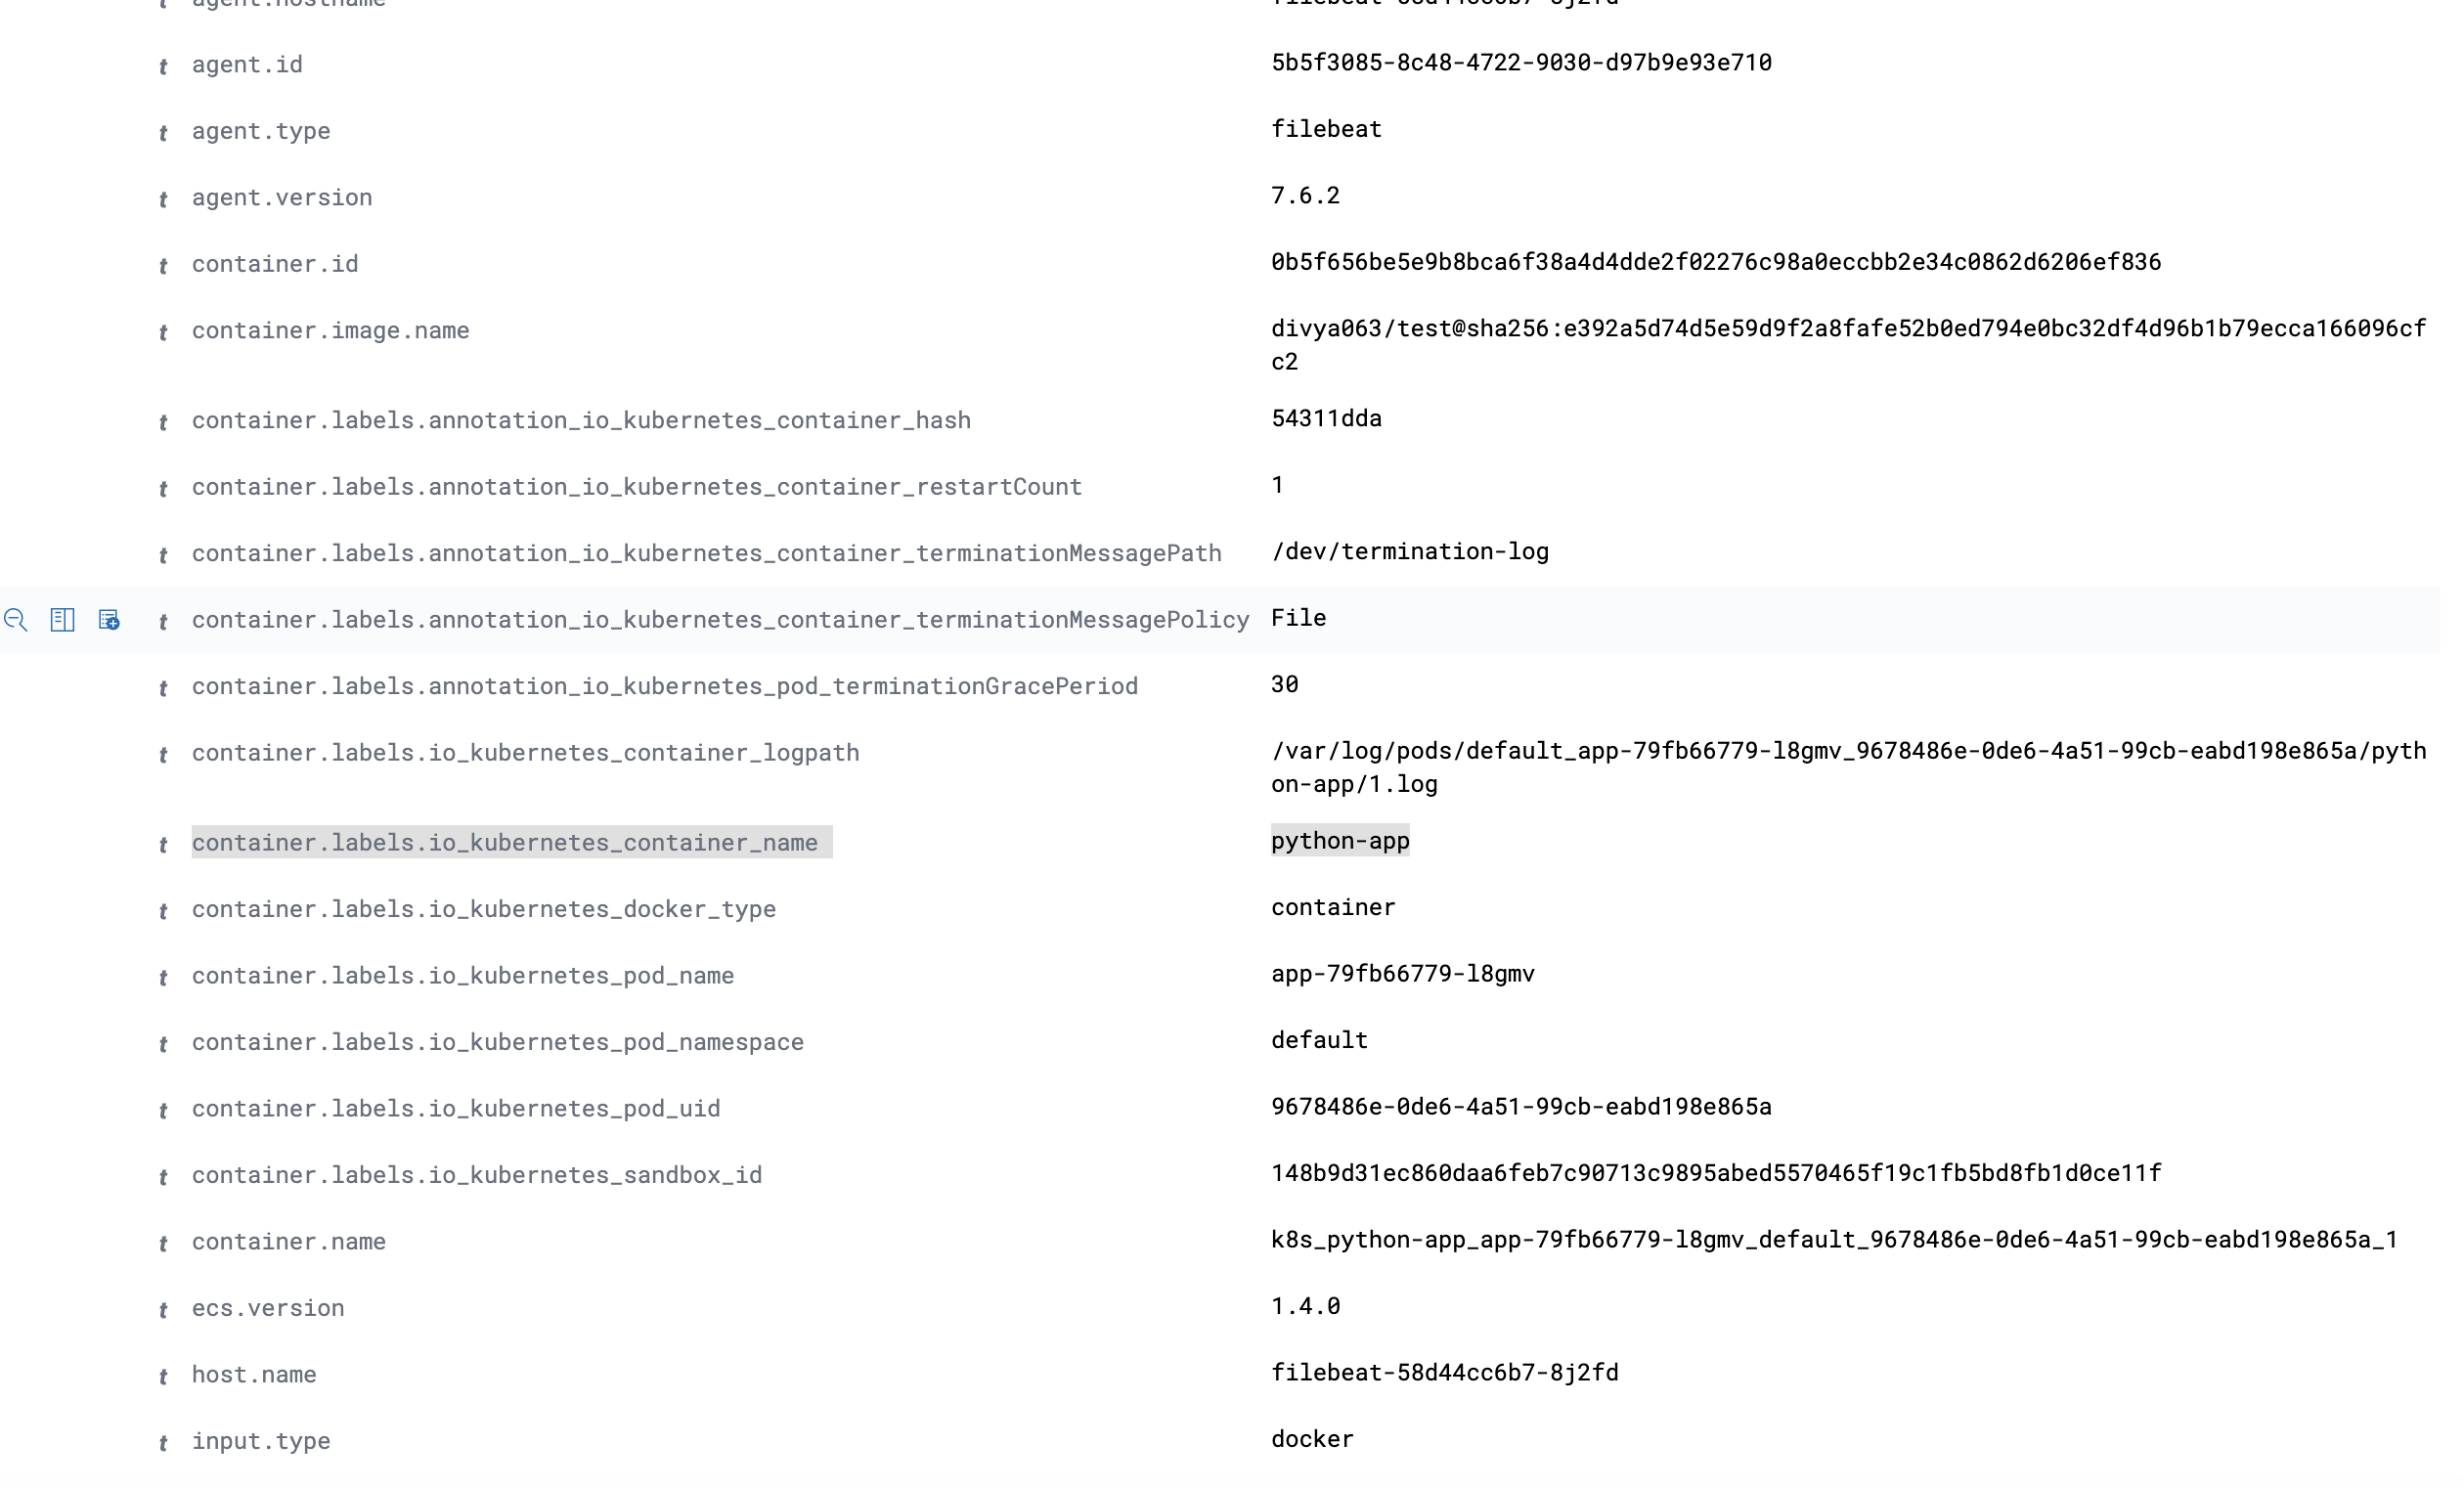 agent.hostname
t agent.id 5b5f3085-8c48-4722-9030-d97b9e93e710
t agent.type filebeat
t agent.version 7.6.2
t container.id 0b5f656be5e9b8bca6f38a4d4dde2f02276c98a0eccbb2e34c0862d6206ef836
t container.image.name divya063/test@sha256:e392a5d74d5e59d9f2a8fafe52b0ed794e0bc32df4d96b1b79ecca166096cf
c2
t container.labels.annotation_io_kubernetes_container_hash 54311dda
t container.labels.annotation_io_kubernetes_container_restartCount 1
t container.labels.annotation_io_kubernetes_container_terminationMessagePath /dev/termination-log
t container.labels.annotation_io_kubernetes_container_terminationMessagePolicy File
t container.labels.annotation_io_kubernetes_pod_terminationGracePeriod 30
t container.labels.io_kubernetes_container_logpath /var/log/pods/default_app-79fb66779-l8gmv_9678486e-0de6-4a51-99cb-eabd198e865a/pyth
on-app/1.log
t container.labels.io_kubernetes_container_name python-app
t container.labels.io_kubernetes_docker_type container
t container.labels.io_kubernetes_pod_name app-79fb66779-l8gmv
t container.labels.io_kubernetes_pod_namespace default
t container.labels.io_kubernetes_pod_uid 9678486e-0de6-4a51-99cb-eabd198e865a
t container.labels.io_kubernetes_sandbox_id 148b9d31ec860daa6feb7c90713c9895abed5570465f19c1fb5bd8fb1d0ce11f
t container.name k8s_python-app_app-79fb66779-l8gmv_default_9678486e-0de6-4a51-99cb-eabd198e865a_1
t ecs.version 1.4.0
t host.name filebeat-58d44cc6b7-8j2fd
t input.type docker